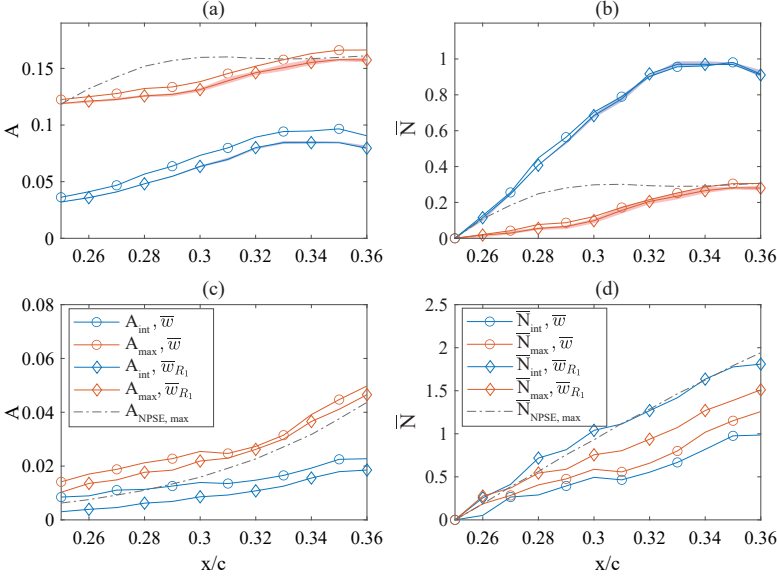 (a)
(b)
0.15
0.1
0.05
0
A
0.26 0.28 0.3 0.32 0.34 0.36
1
0.8
0.6
0.4
0.2
0
N̅
0.26 0.28 0.3 0.32 0.34 0.36
(c)
(d)
0.08
0.06
0.04
0.02
0
A
A_int, w̅
A_max, w̅
A_int, w̅_R₁
A_max, w̅_R₁
A_NPSE, max
0.26 0.28 0.3 0.32 0.34 0.36
x/c
2.5
2
1.5
1
0.5
0
N̅
N̅_int, w̅
N̅_max, w̅
N̅_int, w̅_R₁
N̅_max, w̅_R₁
N̅_NPSE, max
0.26 0.28 0.3 0.32 0.34 0.36
x/c